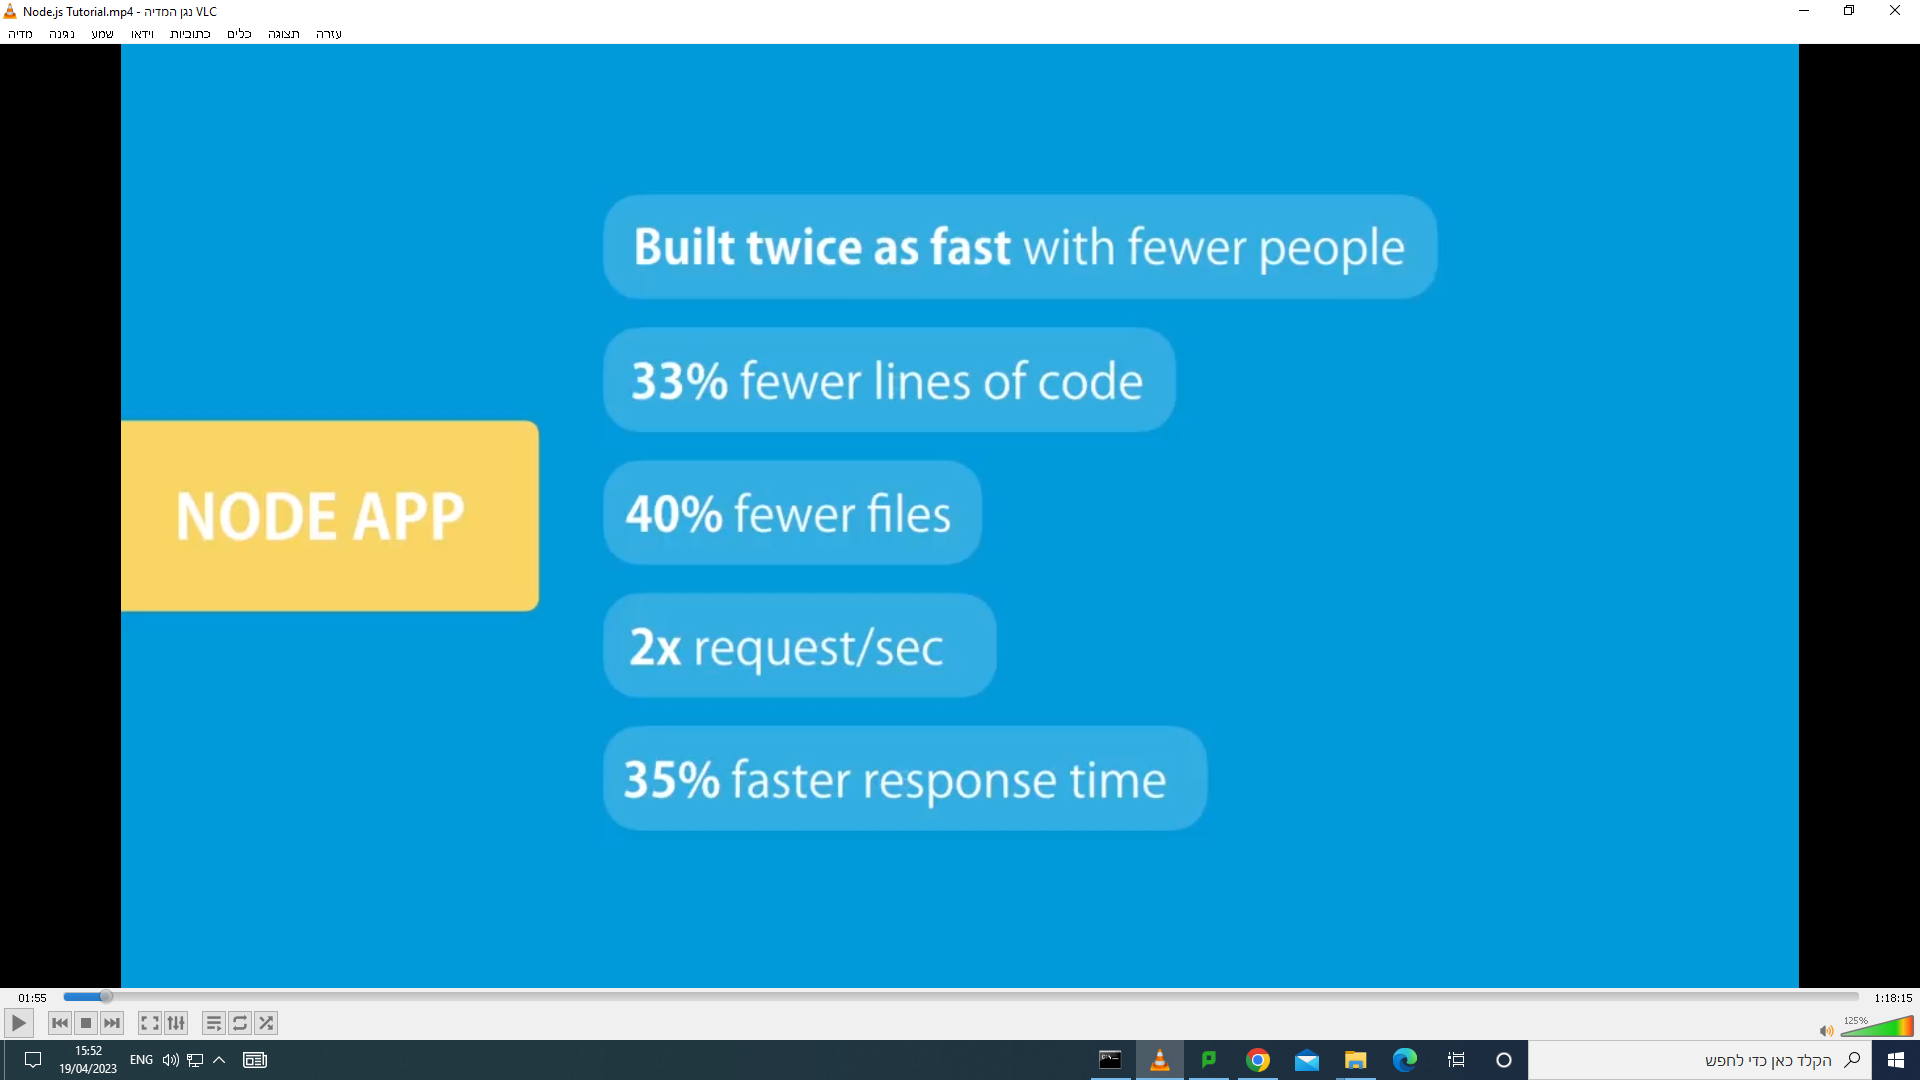 Node.js Tutorial.mp4 - נגן המדיה VLC
מדיה נגינה שמע וידאו כתוביות כלים תצוגה עזרה
Built twice as fast with fewer people
33% fewer lines of code
40% fewer files
NODE APP
2x request/sec
35% faster response time
01:55
1:18:15
125%
15:52
19/04/2023
ENG
הקלד כאן כדי לחפש